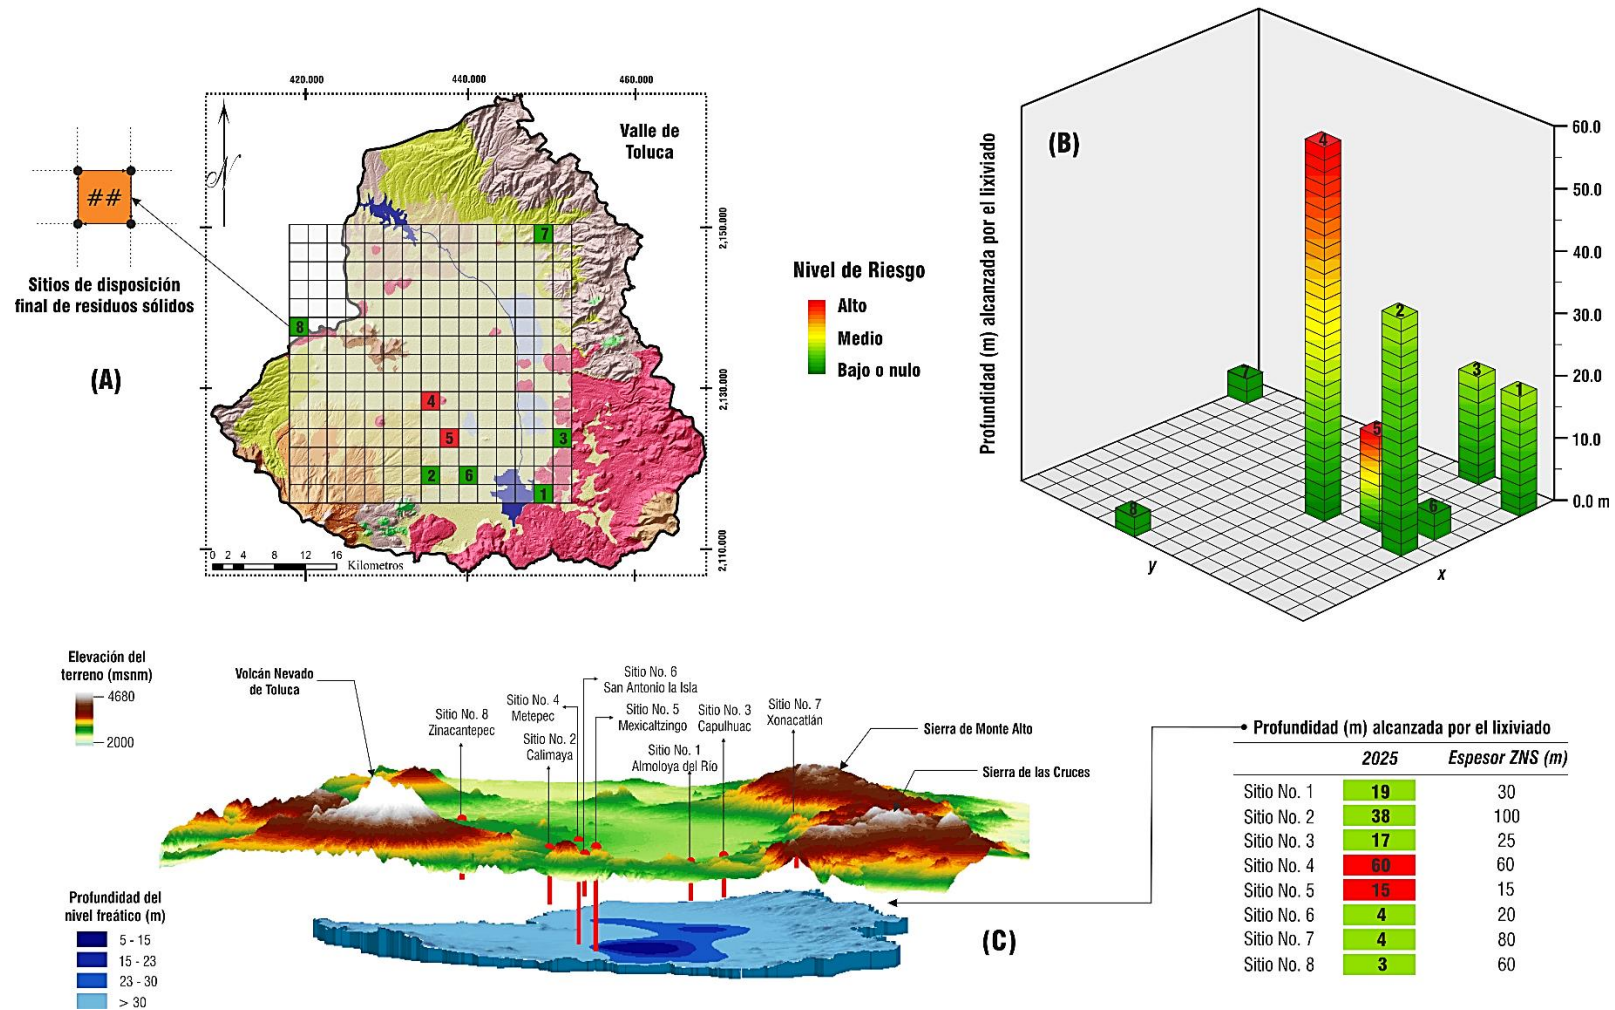 420.000
440.000
460.000
Valle de
Toluca
N
2,150.000
2,130.000
2,110.000
##
Sitios de disposición
final de residuos sólidos
(A)
7
8
4
5
3
2
6
1
0 2 4 8 12 16
Kilometros
Nivel de Riesgo
Alto
Medio
Bajo o nulo
(B)
Profundidad (m) alcanzada por el lixiviado
60.0
50.0
40.0
30.0
20.0
10.0
0.0 m
4
2
7
3
1
5
6
8
y
x
Elevación del
terreno (msnm)
4680
2000
Volcán Nevado
de Toluca
Sitio No. 8
Zinacantepec
Sitio No. 4
Metepec
Sitio No. 2
Calimaya
Sitio No. 6
San Antonio la Isla
Sitio No. 5
Mexicaltzingo
Sitio No. 3
Capulhuac
Sitio No. 1
Almoloya del Río
Sitio No. 7
Xonacatlán
Sierra de Monte Alto
Sierra de las Cruces
Profundidad del
nivel freático (m)
5 - 15
15 - 23
23 - 30
> 30
(C)
Profundidad (m) alcanzada por el lixiviado
2025 Espesor ZNS (m)
Sitio No. 1 19 30
Sitio No. 2 38 100
Sitio No. 3 17 25
Sitio No. 4 60 60
Sitio No. 5 15 15
Sitio No. 6 4 20
Sitio No. 7 4 80
Sitio No. 8 3 60